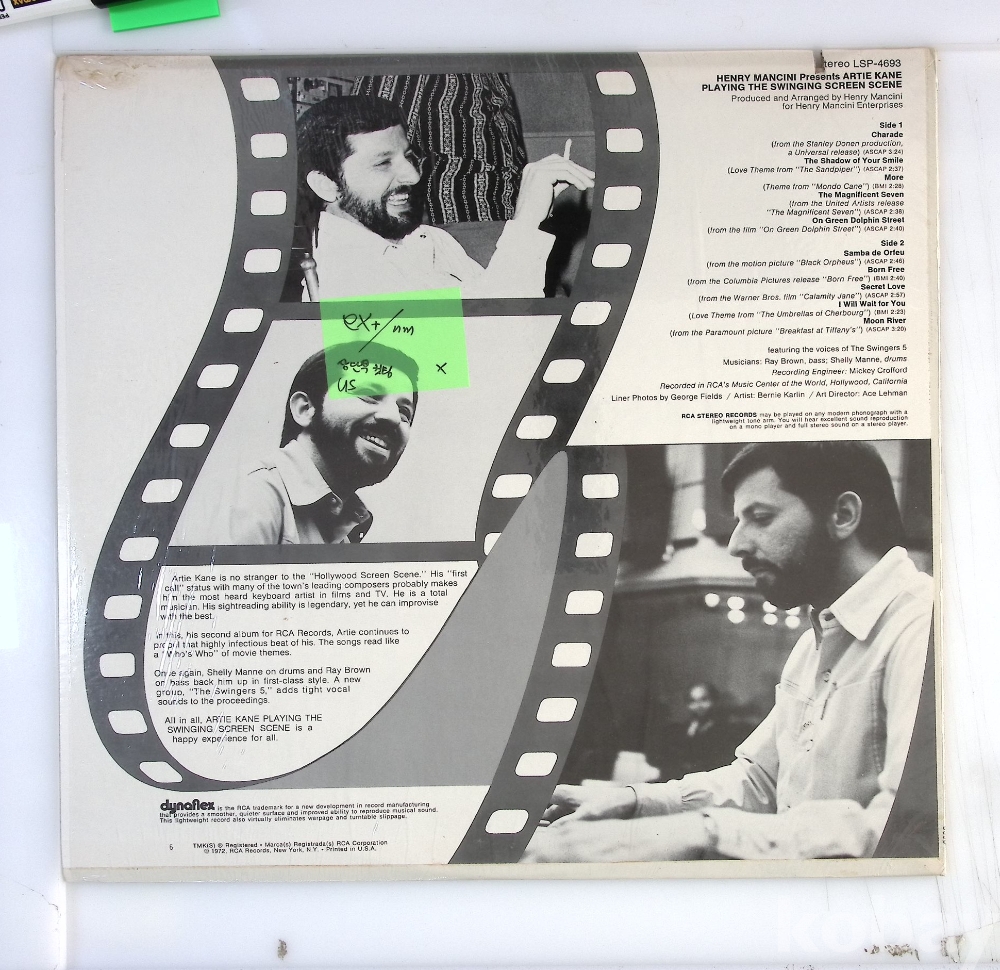 tereo LSP-4693
HENRY MANCINI Presents ARTIE KANE
PLAYING THE SWINGING SCREEN SCENE
Produced and Arranged by Henry Mancini
for Henry Mancini Enterprises
Side 1
Charade
(from the Stanley Donen production,
a Universal release) (ASCAP 3:24)
The Shadow of Your Smile
(Love Theme from "The Sandpiper") (ASCAP 2:37)
More
(Theme from "Mondo Cane") (BMI 2:28)
The Magnificent Seven
(from the United Artists release
"The Magnificent Seven") (ASCAP 2:38)
On Green Dolphin Street
(from the film "On Green Dolphin Street") (ASCAP 2:40)
Side 2
Samba de Orfeu
(from the motion picture "Black Orpheus") (ASCAP 2:46)
Born Free
(from the Columbia Pictures release "Born Free") (BMI 2:40)
Secret Love
(from the Warner Bros. film "Calamity Jane") (ASCAP 2:57)
I Will Wait for You
(Love Theme from "The Umbrellas of Cherbourg") (BMI 2:23)
Moon River
(from the Paramount picture "Breakfast at Tiffany's") (ASCAP 3:20)
featuring the voices of The Swingers 5
Musicians: Ray Brown, bass; Shelly Manne, drums
Recording Engineer: Mickey Crofford
Recorded in RCA's Music Center of the World, Hollywood, California
Liner Photos by George Fields / Artist: Bernie Karlin / Art Director: Ace Lehman
RCA STEREO RECORDS may be played on any modern phonograph with a
lightweight tone arm. You will hear excellent sound reproduction
on a mono player and full stereo sound on a stereo player.
EX+/nm
x
US
Artie Kane is no stranger to the "Hollywood Screen Scene." His "first
call" status with many of the town's leading composers probably makes
him the most heard keyboard artist in films and TV. He is a total
musician. His sightreading ability is legendary, yet he can improvise
with the best.
In this, his second album for RCA Records, Artie continues to
propel that highly infectious beat of his. The songs read like
a "Who's Who" of movie themes.
Once again, Shelly Manne on drums and Ray Brown
on bass back him up in first-class style. A new
group, "The Swingers 5," adds tight vocal
sounds to the proceedings.
All in all, ARTIE KANE PLAYING THE
SWINGING SCREEN SCENE is a
happy experience for all.
dynaflex is the RCA trademark for a new development in record manufacturing
that provides a smoother, quieter surface and improved ability to reproduce musical sound.
This lightweight record also virtually eliminates warpage and turntable slippage.
5
TMK(S) ® Registered • Marca(s) Registrada(s) RCA Corporation
© 1972, RCA Records, New York, N.Y. • Printed in U.S.A.